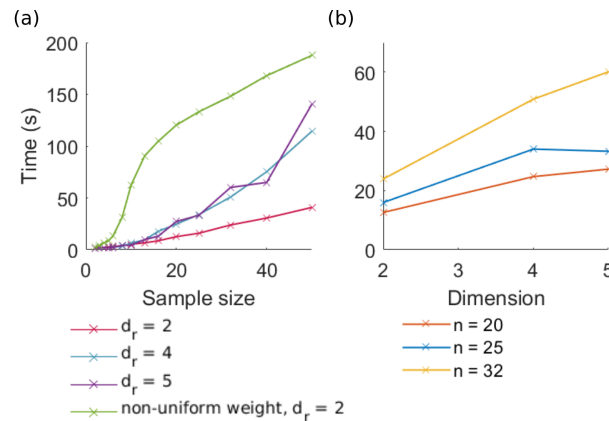 (a)
200
150
100
50
0
Time (s)
20
40
Sample size
d_r = 2
d_r = 4
d_r = 5
non-uniform weight, d_r = 2
(b)
60
40
20
0
2
3
4
5
Dimension
n = 20
n = 25
n = 32